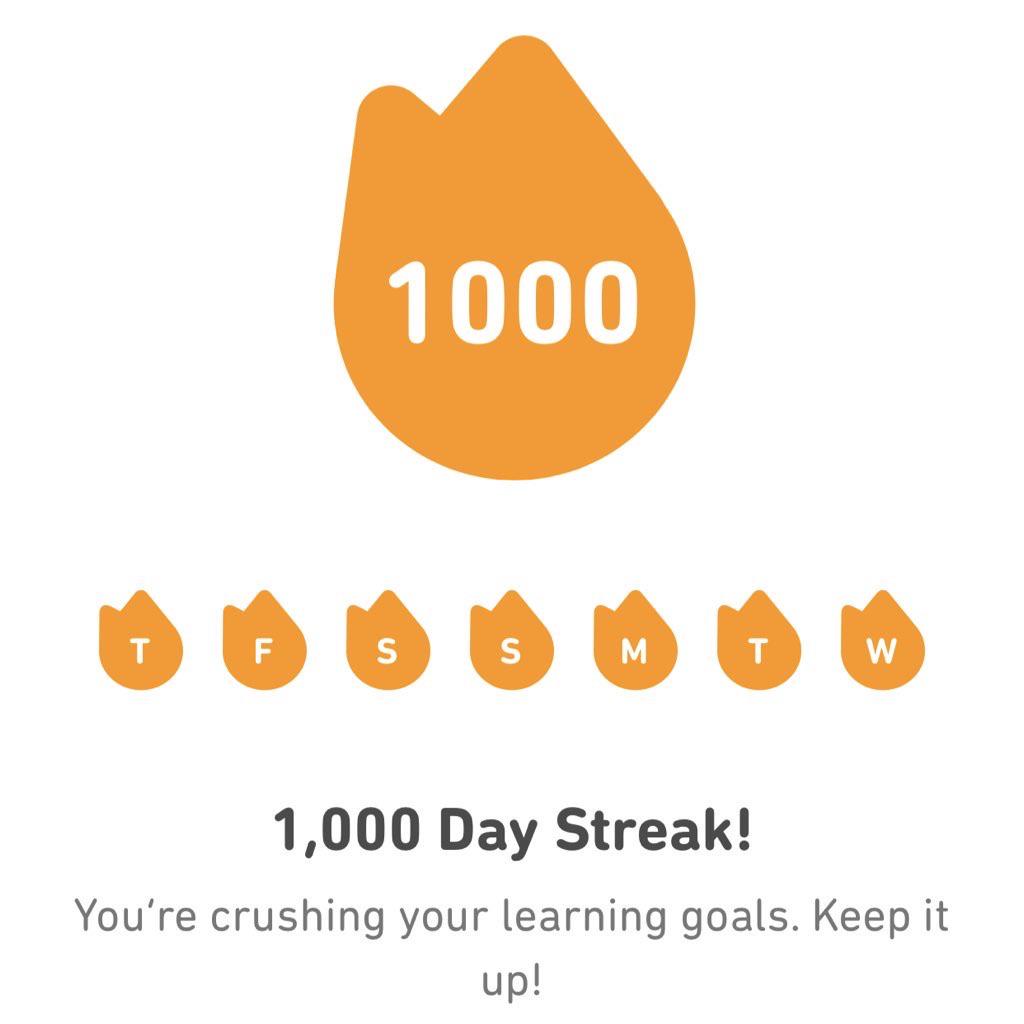 1000
T F S S M T W
1,000 Day Streak!
You‘re crushing your learning goals. Keep it
up!